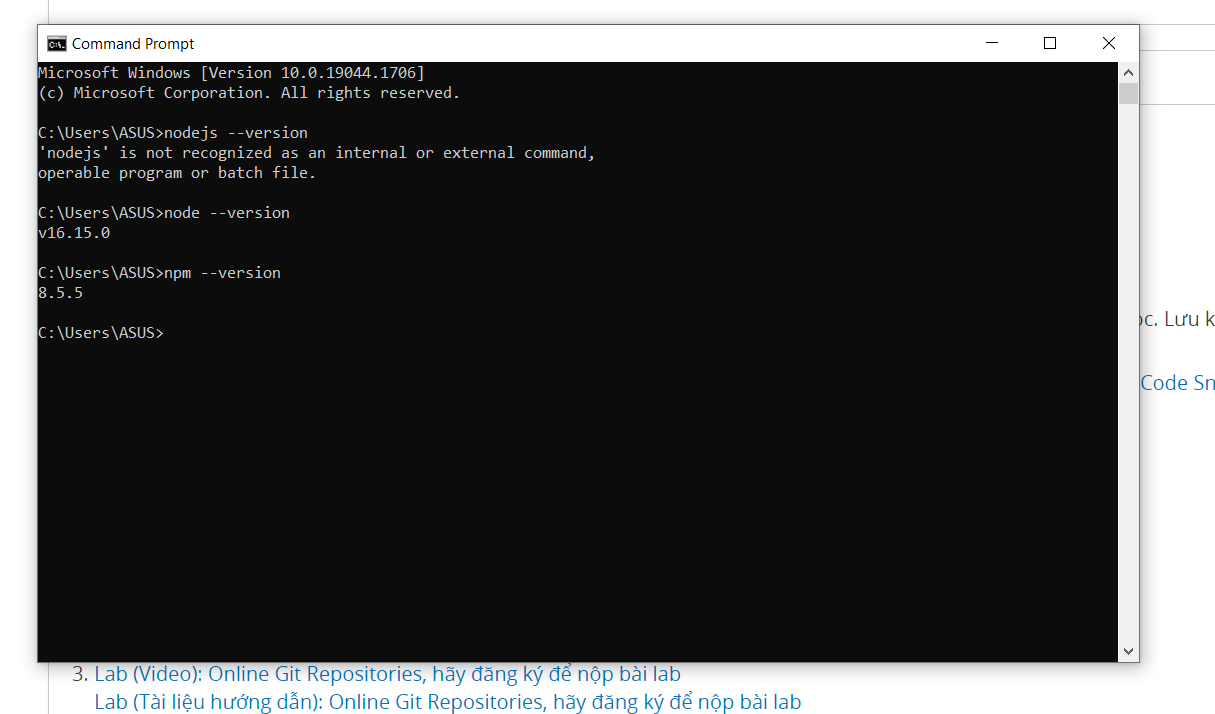 Command Prompt
Microsoft Windows [Version 10.0.19044.1706]
(c) Microsoft Corporation. All rights reserved.
C:\Users\ASUS>nodejs --version
'nodejs' is not recognized as an internal or external command,
operable program or batch file.
C:\Users\ASUS>node --version
v16.15.0
C:\Users\ASUS>npm --version
8.5.5
C:\Users\ASUS>
Lưu k
Code Sn
3. Lab (Video): Online Git Repositories, hãy đăng ký để nộp bài lab
Lab (Tài liệu hướng dẫn): Online Git Repositories, hãy đăng ký để nộp bài lab